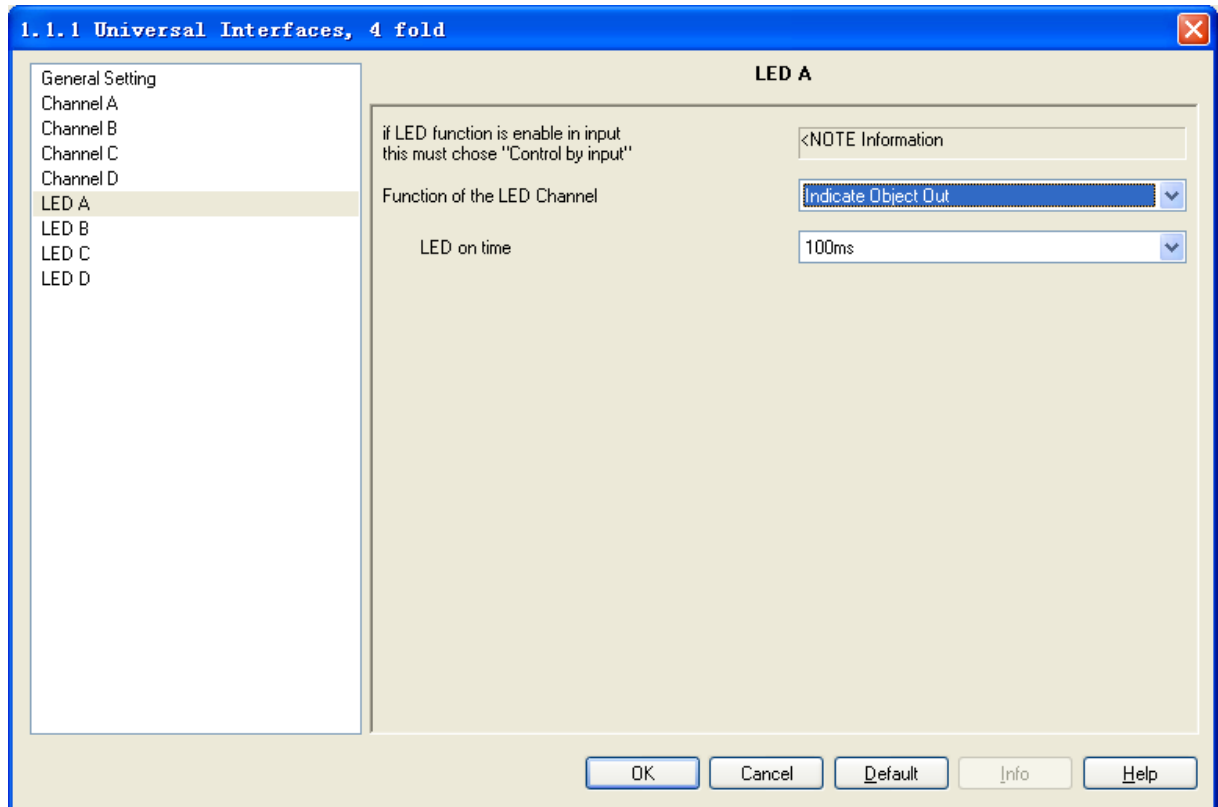 1.1.1 Universal Interfaces, 4 fold
General Setting
Channel A
Channel B
Channel C
Channel D
LED A
LED B
LED C
LED D
LED A
if LED function is enable in input
this must chose "Control by input"
<NOTE Information
Function of the LED Channel
Indicate Object Out
LED on time
100ms
OK
Cancel
Default
Info
Help